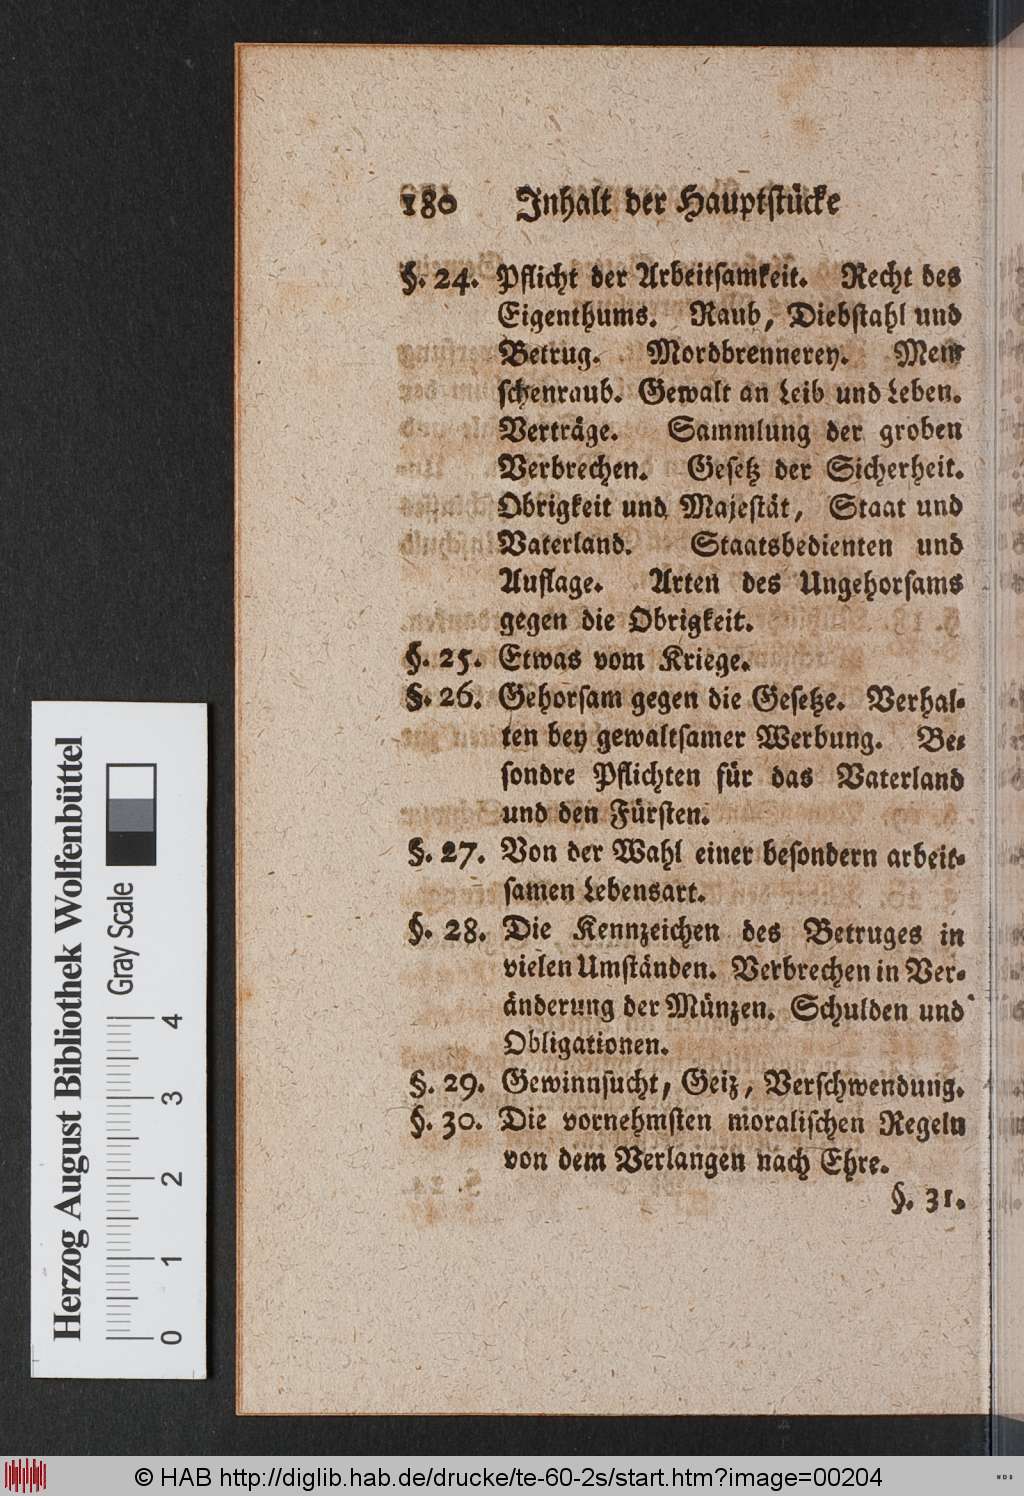 180 Inhalt der Hauptstücke
§. 24. Pflicht der Arbeitsamkeit. Recht des
Eigenthums. Raub, Diebstahl und
Betrug. Mordbrennerey. Men-
schenraub. Gewalt an Leib und Leben.
Verträge. Sammlung der groben
Verbrechen. Gesetz der Sicherheit.
Obrigkeit und Majestät, Staat und
Vaterland. Staatsbedienten und
Auflage. Arten des Ungehorsams
gegen die Obrigkeit.
§. 25. Etwas vom Kriege.
§. 26. Gehorsam gegen die Gesetze. Verhal-
ten bey gewaltsamer Werbung. Be-
sondre Pflichten für das Vaterland
und den Fürsten.
§. 27. Von der Wahl einer besondern arbeit-
samen Lebensart.
§. 28. Die Kennzeichen des Betruges in
vielen Umständen. Verbrechen in Ver-
änderung der Münzen. Schulden und
Obligationen.
§. 29. Gewinnsucht, Geiz, Verschwendung.
§. 30. Die vornehmsten moralischen Regeln
von dem Verlangen nach Ehre.
§. 31.
Herzog August Bibliothek Wolfenbüttel
Gray Scale
0 1 2 3 4
© HAB http://diglib.hab.de/drucke/te-60-2s/start.htm?image=00204